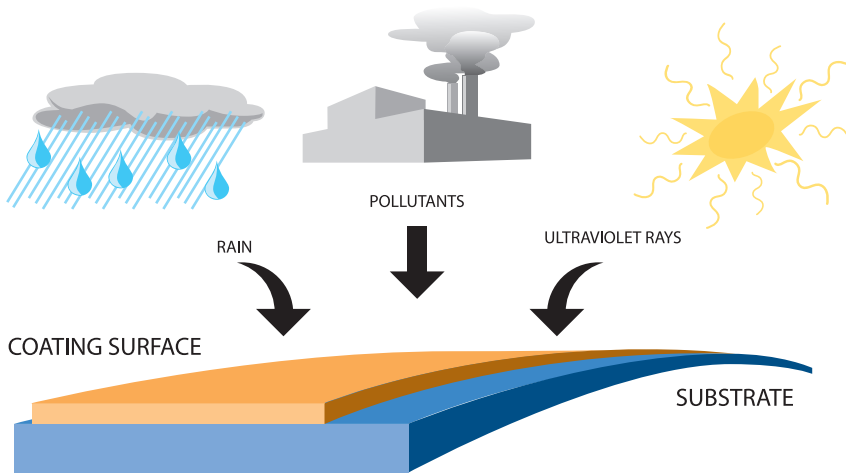 POLLUTANTS
RAIN
ULTRAVIOLET RAYS
COATING SURFACE
SUBSTRATE